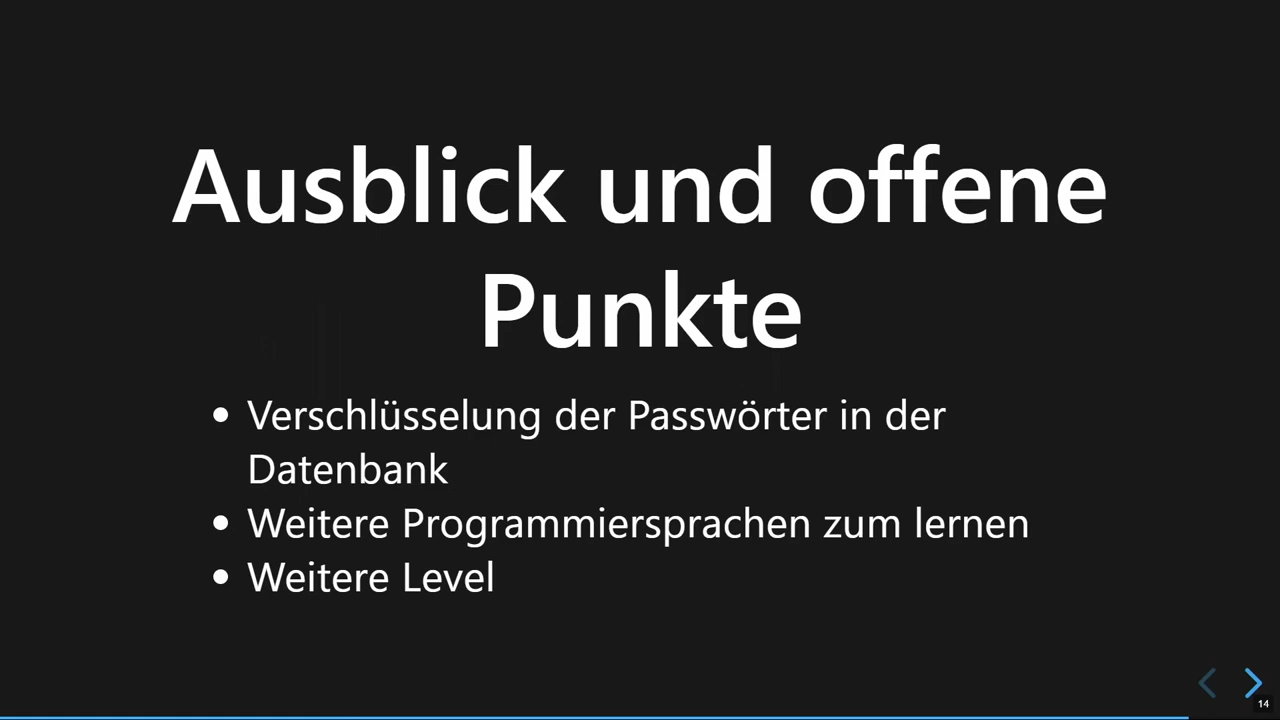 Ausblick und offene
Punkte
• Verschlüsselung der Passwörter in der
Datenbank
• Weitere Programmiersprachen zum lernen
• Weitere Level
14